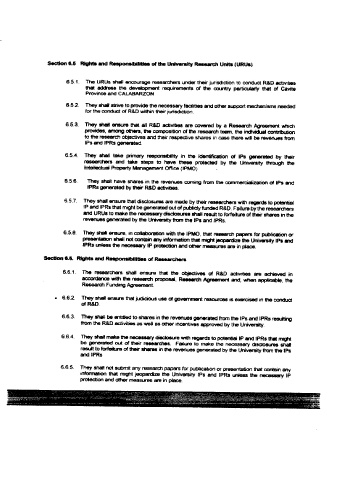 Section 6.5 Rights and Responsibilities of the University Research Units (URUs)
6.5.1. The URUs shall encourage researchers under their jurisdiction to conduct R&D activities
that address the development requirements of the country particularly that of Cavite
Province and CALABARZON
6.5.2. They shall strive to provide the necessary facilities and other support mechanisms needed
for the conduct of R&D within their jurisdiction.
6.5.3. They shall ensure that all R&D activities are covered by a Research Agreement which
provides, among others, the composition of the research team, the individual contribution
to the research objectives and their respective shares in case there will be revenues from
IPs and IPRs generated.
6.5.4. They shall take primary responsibility in the identification of IPs generated by their
researchers and take steps to have these protected by the University through the
Intellectual Property Management Office (IPMO).
6.5.6. They shall have shares in the revenues coming from the commercialization of IPs and
IPRs generated by their R&D activities.
6.5.7. They shall ensure that disclosures are made by their researchers with regards to potential
IP and IPRs that might be generated out of publicly funded R&D. Failure by the researchers
and URUs to make the necessary disclosures shall result to forfeiture of their shares in the
revenues generated by the University from the IPs and IPRs.
6.5.8 They shall ensure, in collaboration with the IPMO, that research papers for publication or
presentation shall not contain any information that might jeopardize the University IPs and
IPRs unless the necessary IP protection and other measures are in place.
Section 6.6. Rights and Responsibilities of Researchers
6.6.1. The researchers shall ensure that the objectives of R&D activities are achieved in
accordance with the research proposal, Research Agreement and, when applicable, the
Research Funding Agreement.
6.6.2. They shall ensure that judicious use of government resources is exercised in the conduct
of R&D.
6.6.3 They shall be entitled to shares in the revenues generated from the IPs and IPRs resulting
from the R&D activities as well as other incentives approved by the University.
6.6.4. They shall make the necessary disclosure with regards to potential IP and IPRs that might
be generated out of their researches. Failure to make the necessary disclosures shall
result to forfeiture of their shares in the revenues generated by the University from the IPs
and IPRs
6.6.5. They shall not submit any research papers for publication or presentation that contain any
information that might jeopardize the University IPs and IPRs unless the necessary IP
protection and other measures are in place.